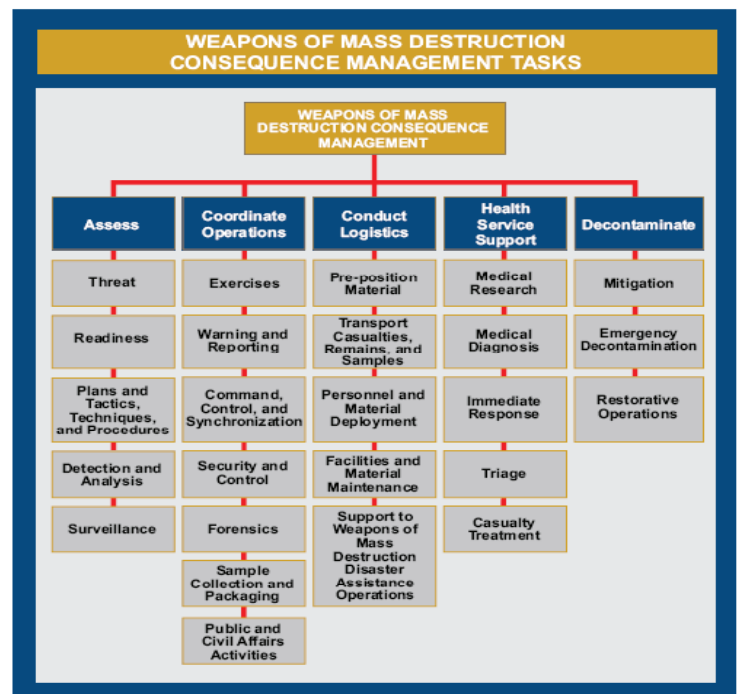 WEAPONS OF MASS DESTRUCTION
CONSEQUENCE MANAGEMENT TASKS
WEAPONS OF MASS
DESTRUCTION CONSEQUENCE
MANAGEMENT
Assess
Threat
Readiness
Plans and
Tactics,
Techniques,
and Procedures
Detection and
Analysis
Surveillance
Coordinate
Operations
Exercises
Warning and
Reporting
Command,
Control, and
Synchronization
Security and
Control
Forensics
Sample
Collection and
Packaging
Public and
Civil Affairs
Activities
Conduct
Logistics
Pre-position
Material
Transport
Casualties,
Remains, and
Samples
Personnel and
Material
Deployment
Facilities and
Material
Maintenance
Support to
Weapons of
Mass
Destruction
Disaster
Assistance
Operations
Health
Service
Support
Medical
Research
Medical
Diagnosis
Immediate
Response
Triage
Casualty
Treatment
Decontaminate
Mitigation
Emergency
Decontamination
Restorative
Operations